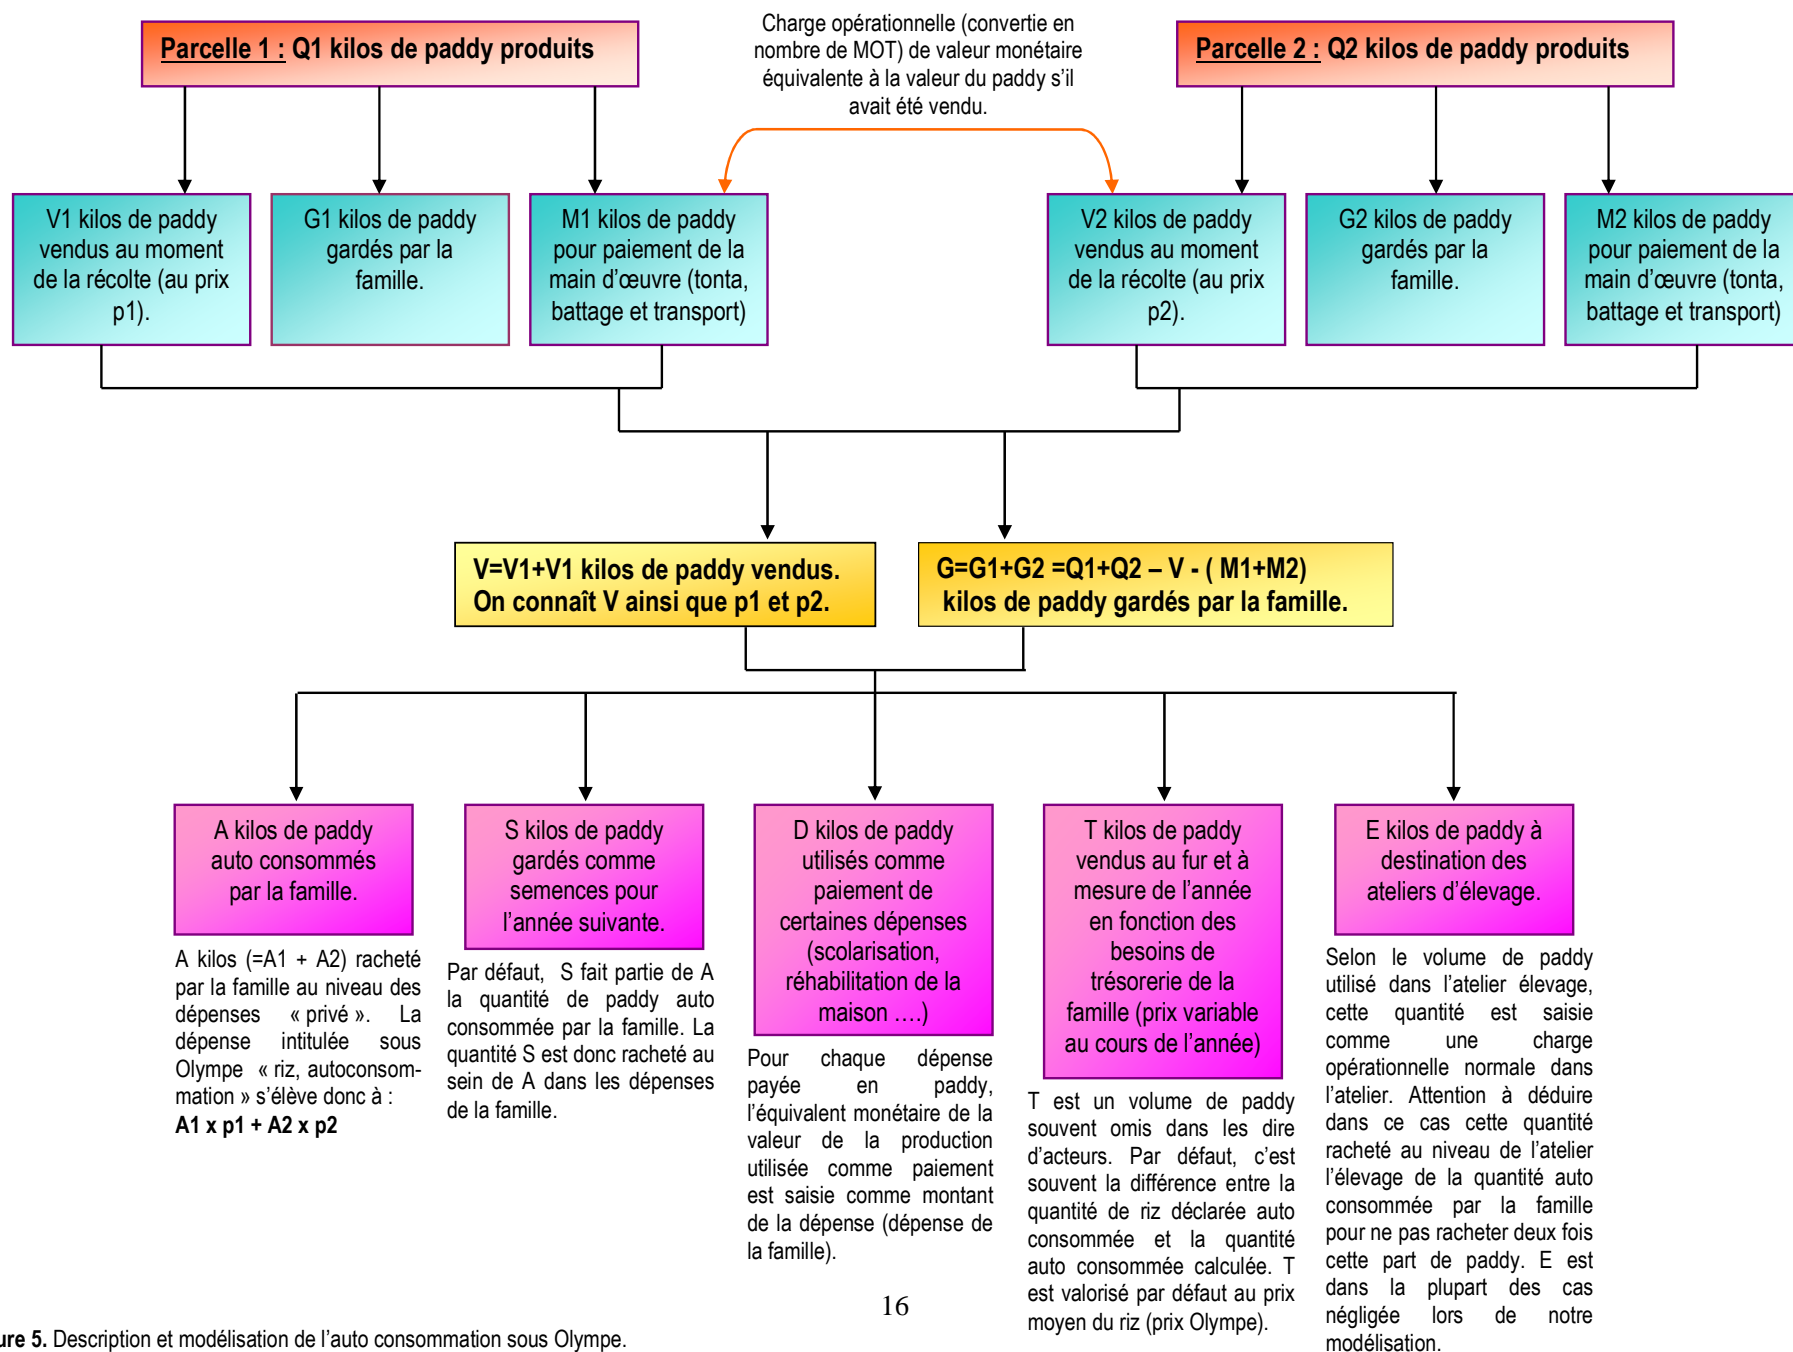 Parcelle 1 : Q1 kilos de paddy produits
Charge opérationnelle (convertie en
nombre de MOT) de valeur monétaire
équivalente à la valeur du paddy s’il
avait été vendu.
Parcelle 2 : Q2 kilos de paddy produits
V1 kilos de paddy
vendus au moment
de la récolte (au prix
p1).
G1 kilos de paddy
gardés par la
famille.
M1 kilos de paddy
pour paiement de la
main d’œuvre (tonta,
battage et transport)
V2 kilos de paddy
vendus au moment
de la récolte (au prix
p2).
G2 kilos de paddy
gardés par la
famille.
M2 kilos de paddy
pour paiement de la
main d’œuvre (tonta,
battage et transport)
V=V1+V1 kilos de paddy vendus.
On connaît V ainsi que p1 et p2.
G=G1+G2 =Q1+Q2 – V - ( M1+M2)
kilos de paddy gardés par la famille.
A kilos de paddy
auto consommés
par la famille.
A kilos (=A1 + A2) racheté
par la famille au niveau des
dépenses « privé ». La
dépense intitulée sous
Olympe « riz, autoconsom-
mation » s’élève donc à :
A1 x p1 + A2 x p2
S kilos de paddy
gardés comme
semences pour
l’année suivante.
Par défaut, S fait partie de A
la quantité de paddy auto
consommée par la famille. La
quantité S est donc racheté au
sein de A dans les dépenses
de la famille.
D kilos de paddy
utilisés comme
paiement de
certaines dépenses
(scolarisation,
réhabilitation de la
maison ….)
Pour chaque dépense
payée en paddy,
l’équivalent monétaire de la
valeur de la production
utilisée comme paiement
est saisie comme montant
de la dépense (dépense de
la famille).
T kilos de paddy
vendus au fur et à
mesure de l’année
en fonction des
besoins de
trésorerie de la
famille (prix variable
au cours de l’année)
T est un volume de paddy
souvent omis dans les dire
d’acteurs. Par défaut, c’est
souvent la différence entre la
quantité de riz déclarée auto
consommée et la quantité
auto consommée calculée. T
est valorisé par défaut au prix
moyen du riz (prix Olympe).
E kilos de paddy à
destination des
ateliers d’élevage.
Selon le volume de paddy
utilisé dans l’atelier élevage,
cette quantité est saisie
comme une charge
opérationnelle normale dans
l’atelier. Attention à déduire
dans ce cas cette quantité
racheté au niveau de l’atelier
l’élevage de la quantité auto
consommée par la famille
pour ne pas racheter deux fois
cette part de paddy. E est
dans la plupart des cas
négligée lors de notre
modélisation.
16
ure 5. Description et modélisation de l’auto consommation sous Olympe.